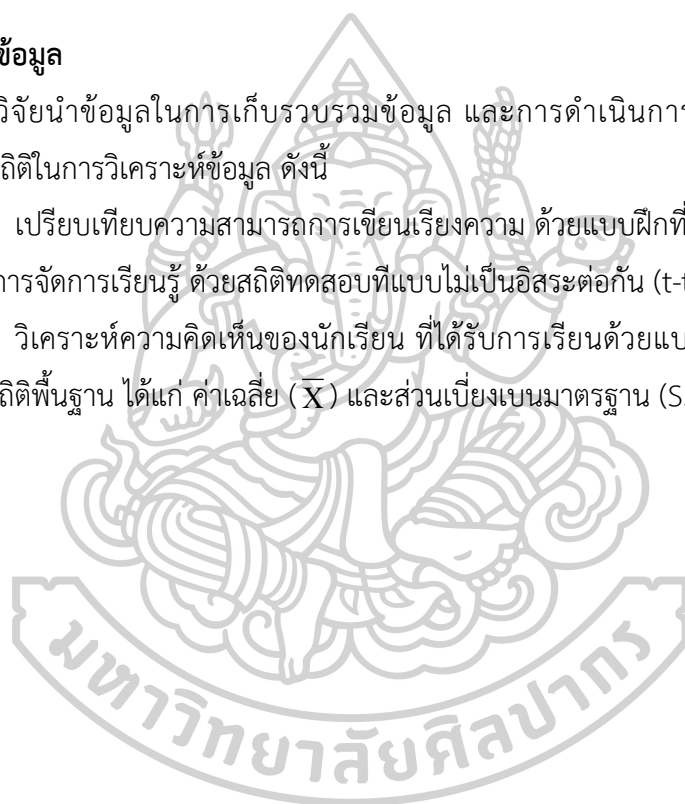 ข้อมูล
วิจัยนำข้อมูลในการเก็บรวบรวมข้อมูล และการดำเนินการ
ถิติในการวิเคราะห์ข้อมูล ดังนี้
เปรียบเทียบความสามารถการเขียนเรียงความ ด้วยแบบฝึกที่
การจัดการเรียนรู้ ด้วยสถิติทดสอบทีแบบไม่เป็นอิสระต่อกัน (t-t
วิเคราะห์ความคิดเห็นของนักเรียน ที่ได้รับการเรียนด้วยแบบ
ถิติพื้นฐาน ได้แก่ ค่าเฉลี่ย (X̅) และส่วนเบี่ยงเบนมาตรฐาน (S.
มหาวิทยาลัยศิลปากร